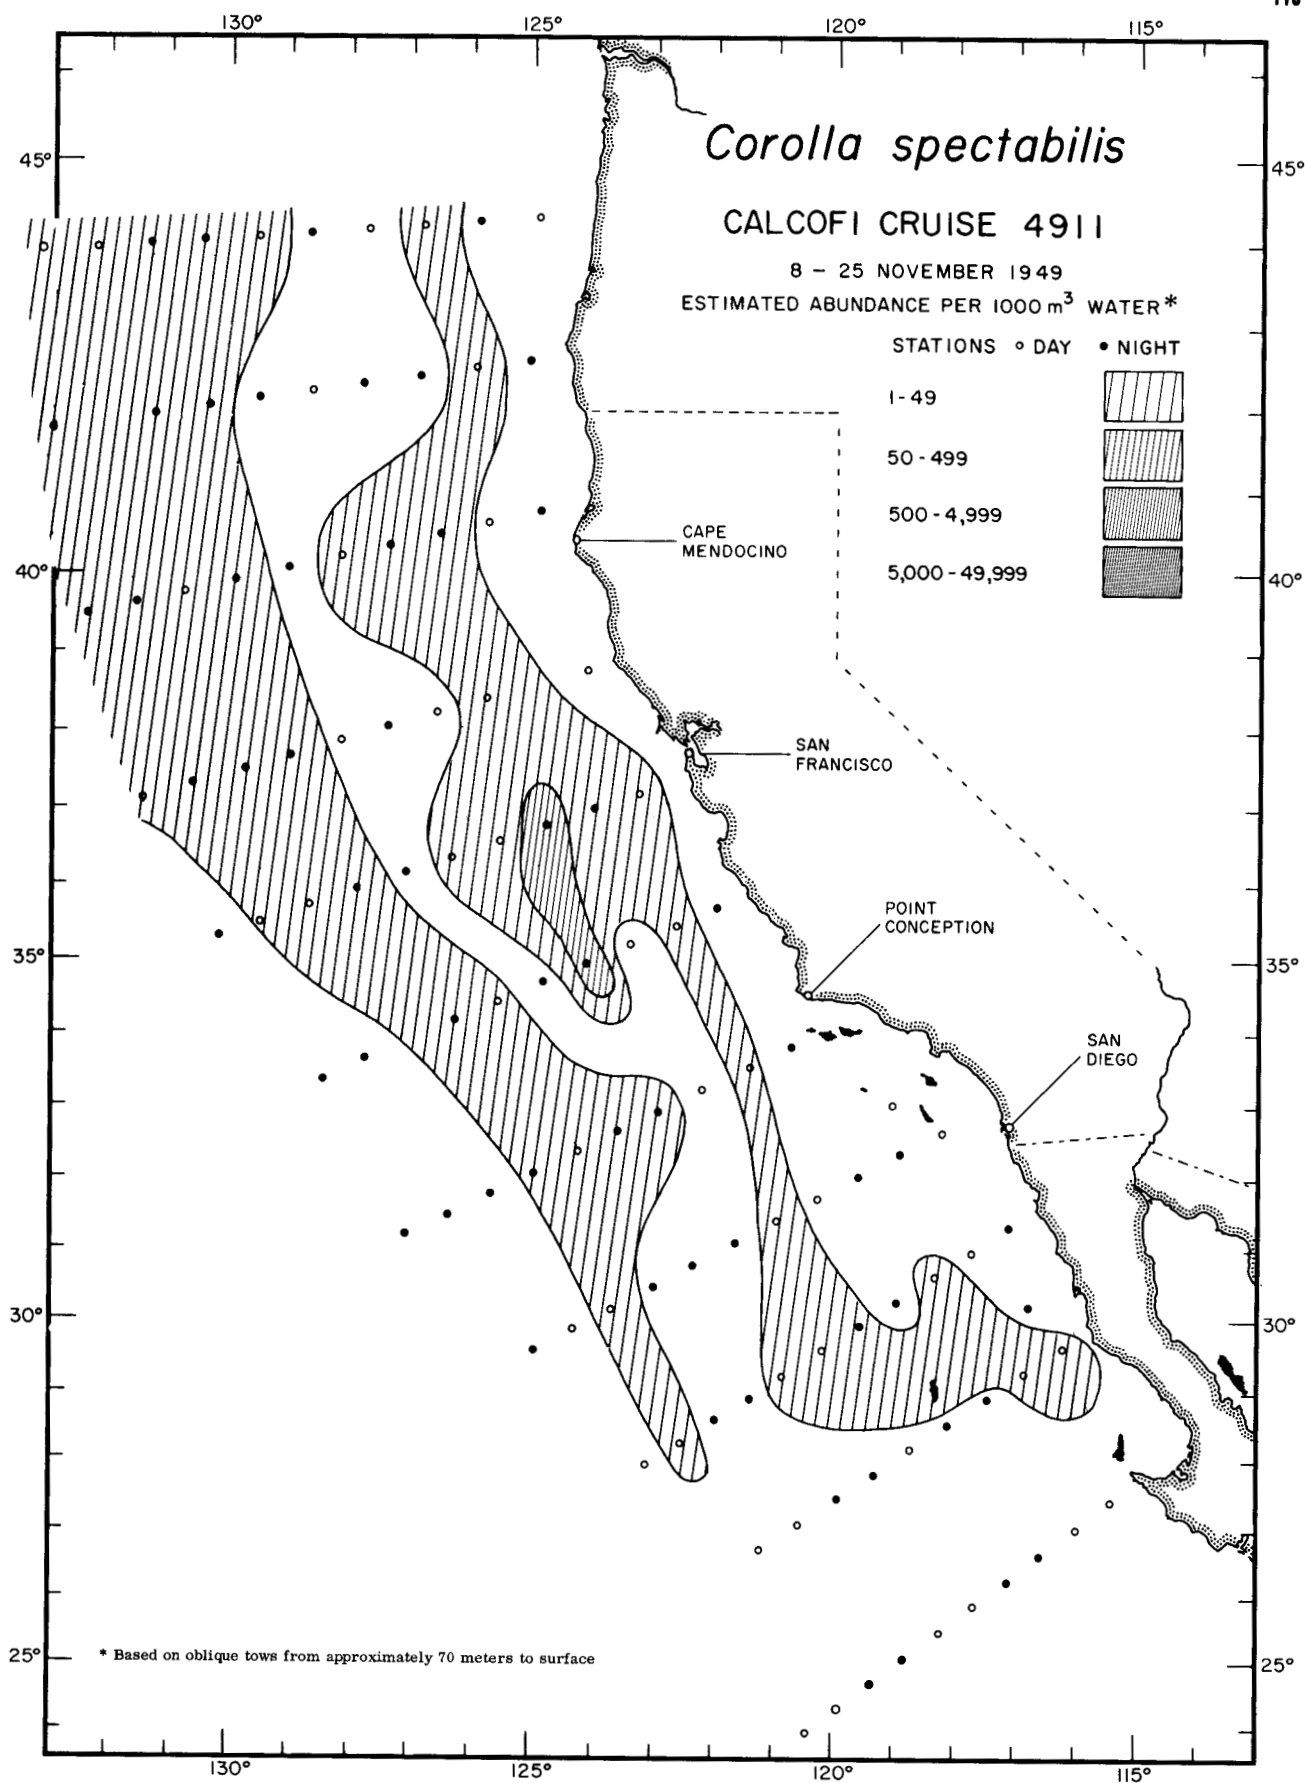 130° 125° 120° 115°
Corolla spectabilis
45° 45°
CALCOFI CRUISE 4911
8 – 25 NOVEMBER 1949
ESTIMATED ABUNDANCE PER 1000 m³ WATER*
STATIONS ○ DAY ● NIGHT
1-49
50-499
500-4,999
5,000-49,999
CAPE
MENDOCINO
40° 40°
SAN
FRANCISCO
POINT
CONCEPTION
35° 35°
SAN
DIEGO
30° 30°
25° 25°
* Based on oblique tows from approximately 70 meters to surface
130° 125° 120° 115°